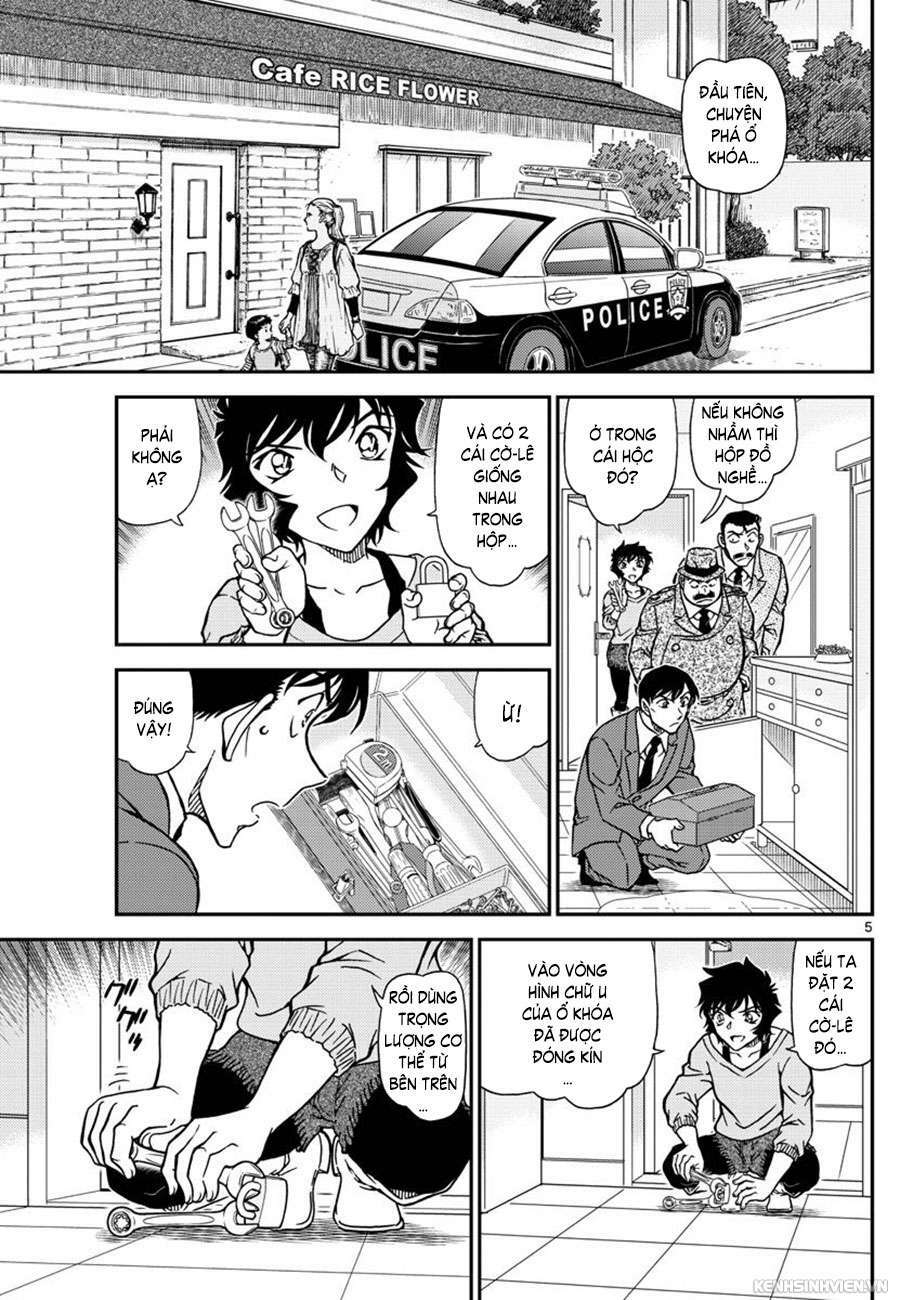 Cafe RICE FLOWER
ĐẦU TIÊN,
CHUYỆN
PHÁ Ổ
KHÓA...
POLICE
POLICE
LICE
NẾU KHÔNG
NHẦM THÌ
HỘP ĐỒ
NGHỀ...
Ở TRONG
CÁI HỘC
ĐÓ?
VÀ CÓ 2
CÁI CỜ-LÊ
GIỐNG
NHAU
TRONG
HỘP...
PHẢI
KHÔNG
Ạ?
Ừ!
ĐÚNG
VẬY!
5
NẾU TA
ĐẶT 2
CÁI
CỜ-LÊ
ĐÓ...
VÀO VÒNG
HÌNH CHỮ U
CỦA Ổ KHÓA
ĐÃ ĐƯỢC
ĐÓNG KÍN
...
RỒI DÙNG
TRỌNG
LƯỢNG CƠ
THỂ TỪ
BÊN TRÊN
...
KENHSINHVIEN.VN